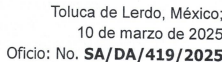 Toluca de Lerdo, México;
10 de marzo de 2025
Oficio: No. SA/DA/419/2025